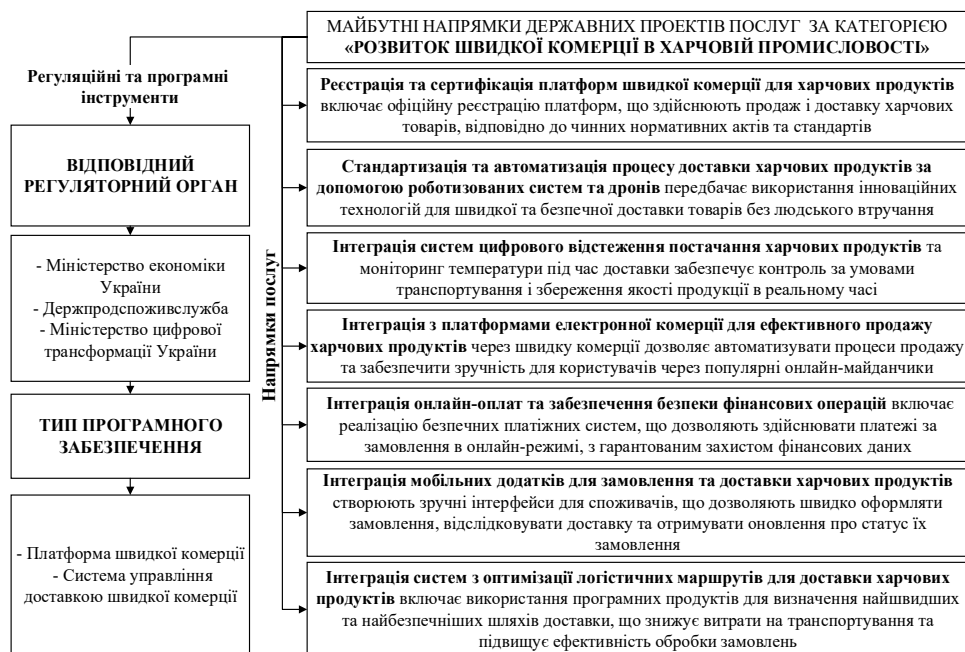 МАЙБУТНІ НАПРЯМКИ ДЕРЖАВНИХ ПРОЕКТІВ ПОСЛУГ ЗА КАТЕГОРІЄЮ
«РОЗВИТОК ШВИДКОЇ КОМЕРЦІЇ В ХАРЧОВІЙ ПРОМИСЛОВОСТІ»
Регуляційні та програмні
інструменти
ВІДПОВІДНИЙ
РЕГУЛЯТОРНИЙ ОРГАН
- Міністерство економіки
України
- Держпродспоживслужба
- Міністерство цифрової
трансформації України
ТИП ПРОГРАМНОГО
ЗАБЕЗПЕЧЕННЯ
- Платформа швидкої комерції
- Система управління
доставкою швидкої комерції
Напрямки послуг
Реєстрація та сертифікація платформ швидкої комерції для харчових продуктів
включає офіційну реєстрацію платформ, що здійснюють продаж і доставку харчових
товарів, відповідно до чинних нормативних актів та стандартів
Стандартизація та автоматизація процесу доставки харчових продуктів за
допомогою роботизованих систем та дронів передбачає використання інноваційних
технологій для швидкої та безпечної доставки товарів без людського втручання
Інтеграція систем цифрового відстеження постачання харчових продуктів та
моніторинг температури під час доставки забезпечує контроль за умовами
транспортування і збереження якості продукції в реальному часі
Інтеграція з платформами електронної комерції для ефективного продажу
харчових продуктів через швидку комерції дозволяє автоматизувати процеси продажу
та забезпечити зручність для користувачів через популярні онлайн-майданчики
Інтеграція онлайн-оплат та забезпечення безпеки фінансових операцій включає
реалізацію безпечних платіжних систем, що дозволяють здійснювати платежі за
замовлення в онлайн-режимі, з гарантованим захистом фінансових даних
Інтеграція мобільних додатків для замовлення та доставки харчових продуктів
створюють зручні інтерфейси для споживачів, що дозволяють швидко оформляти
замовлення, відслідковувати доставку та отримувати оновлення про статус їх
замовлення
Інтеграція систем з оптимізації логістичних маршрутів для доставки харчових
продуктів включає використання програмних продуктів для визначення найшвидших
та найбезпечніших шляхів доставки, що знижує витрати на транспортування та
підвищує ефективність обробки замовлень